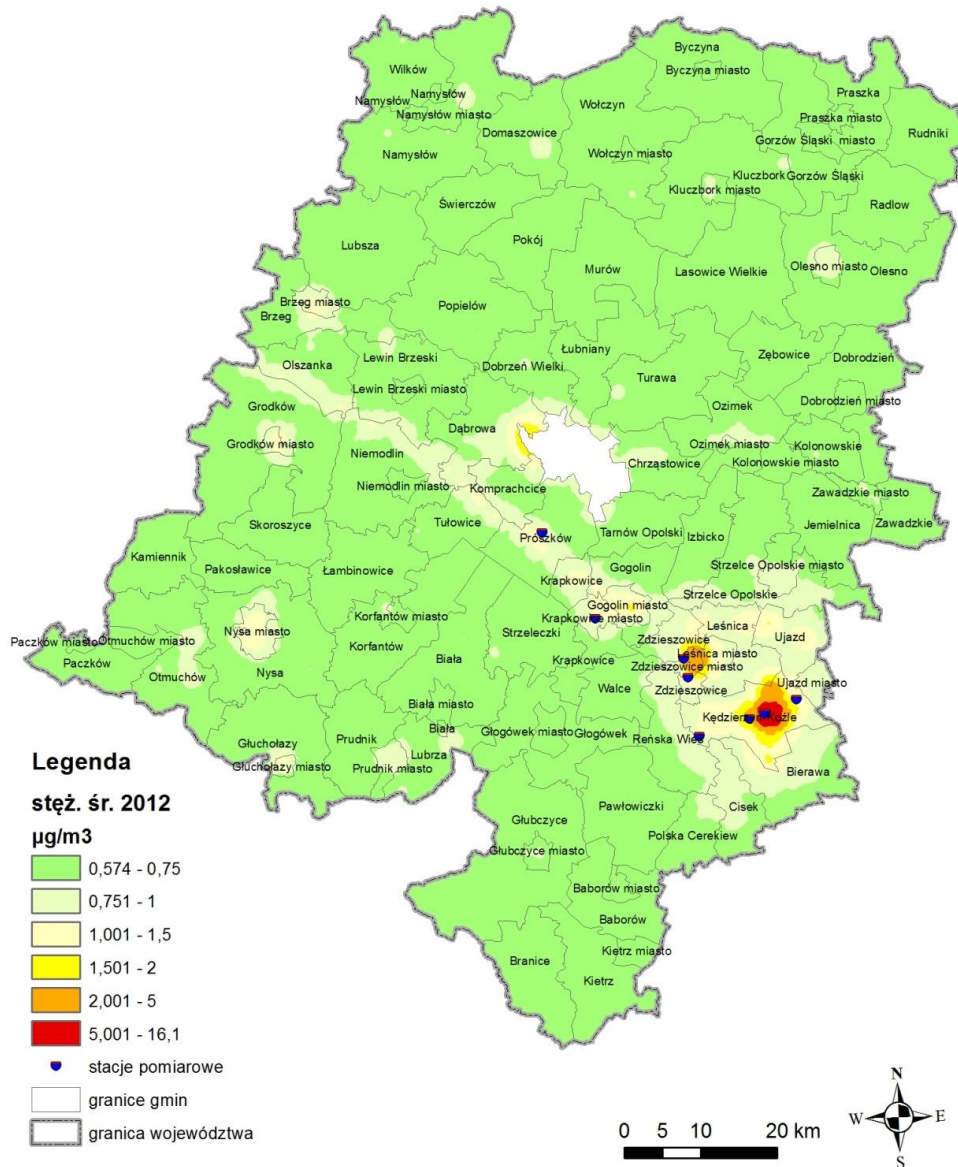 Byczyna
Wilków
Byczyna miasto
Namysłów
Praszka
Namysłów
Wołczyn
Praszka miasto
Namysłów miasto
Rudniki
Domaszowice
Gorzów Śląski miasto
Namysłów
Wołczyn miasto
Kluczbork
Gorzów Śląski
Kluczbork miasto
Świerczów
Radlow
Pokój
Lubsza
Murów
Lasowice Wielkie
Olesno miasto
Olesno
Brzeg miasto
Popielów
Brzeg
Łubniany
Lewin Brzeski
Zębowice
Dobrodzień
Olszanka
Dobrzeń Wielki
Turawa
Lewin Brzeski miasto
Dobrodzień miasto
Grodków
Ozimek
Dąbrowa
Grodków miasto
Ozimek miasto
Kolonowskie
Niemodlin
Chrząstowice
Kolonowskie miasto
Niemodlin miasto
Komprachcice
Zawadzkie miasto
Skoroszyce
Tułowice
Jemielnica
Zawadzkie
Tarnów Opolski
Izbicko
Prószków
Kamiennik
Pakosławice
Łambinowice
Gogolin
Strzelce Opolskie miasto
Krapkowice
Strzelce Opolskie
Gogolin miasto
Korfantów miasto
Krapkowice miasto
Leśnica
Nysa miasto
Strzeleczki
Zdzieszowice
Ujazd
Paczków miasto
Otmuchów miasto
Korfantów
Leśnica miasto
Paczków
Biała
Krapkowice
Zdzieszowice miasto
Otmuchów
Nysa
Walce
Zdzieszowice
Ujazd miasto
Biała miasto
Kędzierzyn-Koźle
Głuchołazy
Prudnik
Biała
Głogówek miasto
Głogówek
Reńska Wieś
Lubrza
Głuchołazy miasto
Prudnik miasto
Bierawa
Pawłowiczki
Cisek
Głubczyce
Polska Cerekiew
Głubczyce miasto
Baborów miasto
Baborów
Kietrz miasto
Branice
Kietrz
Legenda
stęż. śr. 2012
µg/m3
0,574 - 0,75
0,751 - 1
1,001 - 1,5
1,501 - 2
2,001 - 5
5,001 - 16,1
stacje pomiarowe
granice gmin
granica województwa
N
W E
S
0 5 10 20 km